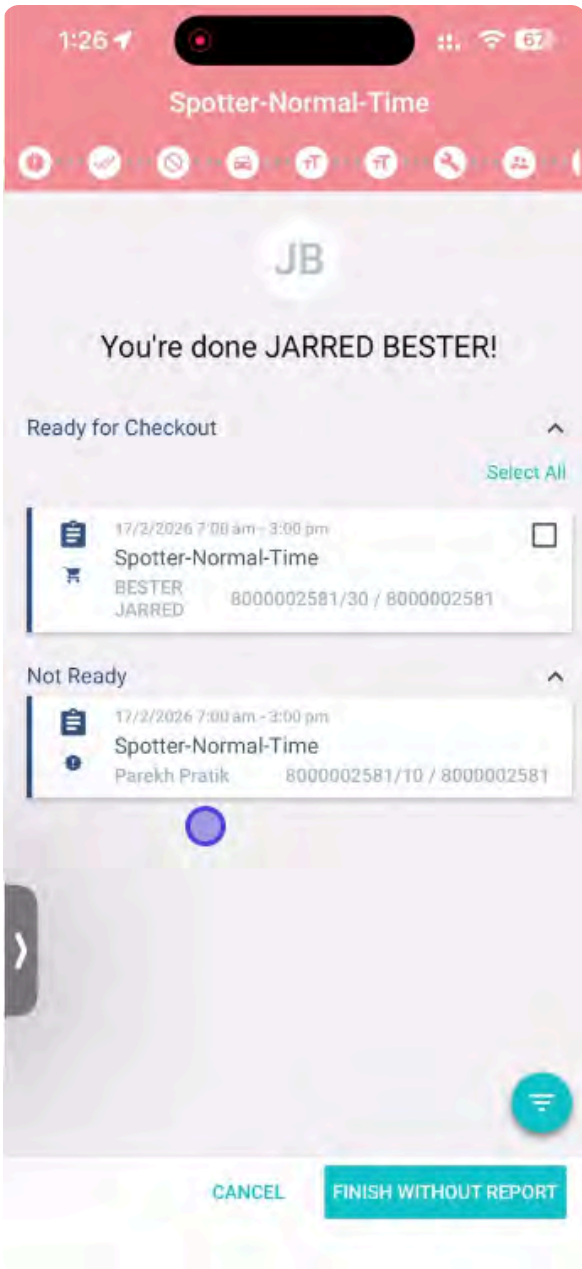 1:26
67
Spotter-Normal-Time
JB
You're done JARRED BESTER!
Ready for Checkout
Select All
17/2/2026 7:00 am - 3:00 pm
Spotter-Normal-Time
BESTER JARRED 8000002581/30 / 8000002581
Not Ready
17/2/2026 7:00 am - 3:00 pm
Spotter-Normal-Time
Parekh Pratik 8000002581/10 / 8000002581
CANCEL FINISH WITHOUT REPORT